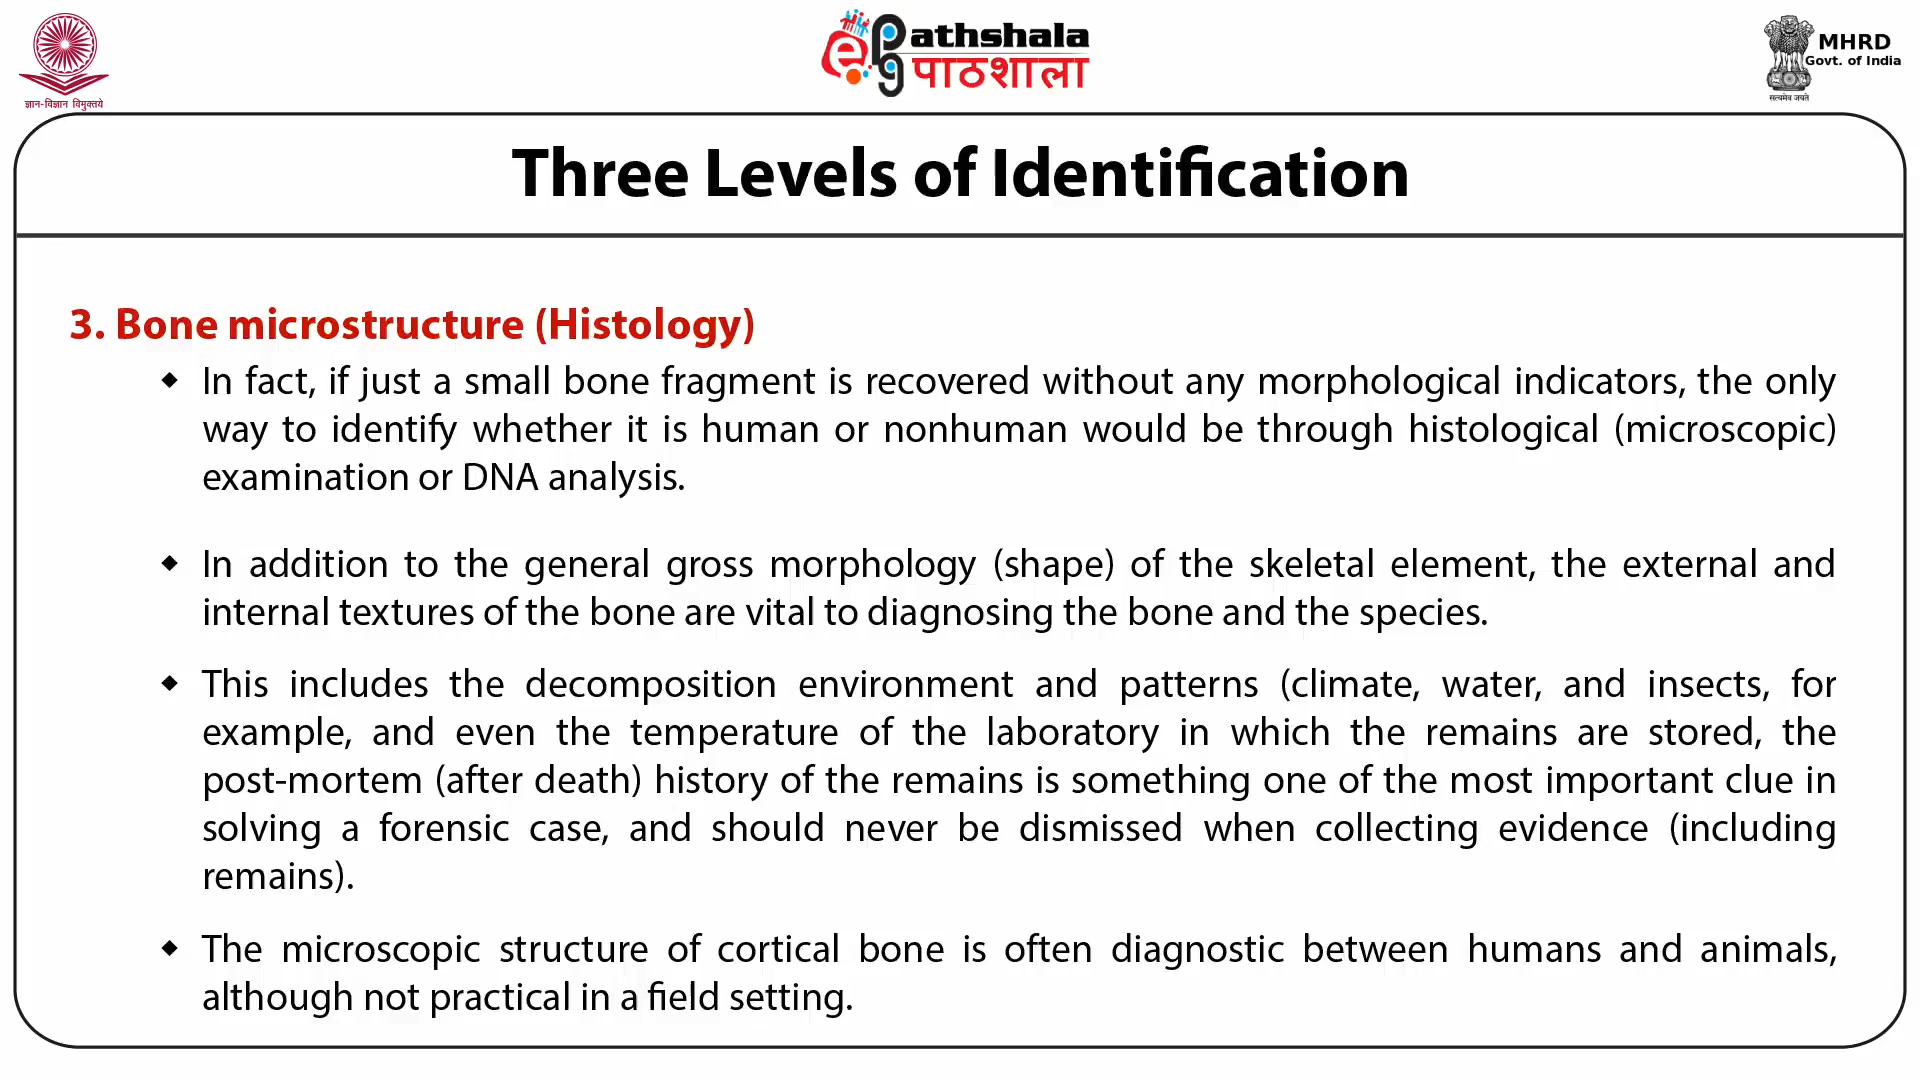 ज्ञान-विज्ञान विमुक्तये
ePG Pathshala
पाठशाला
MHRD
Govt. of India
सत्यमेव जयते
Three Levels of Identification
3. Bone microstructure (Histology)
◆ In fact, if just a small bone fragment is recovered without any morphological indicators, the only
way to identify whether it is human or nonhuman would be through histological (microscopic)
examination or DNA analysis.
◆ In addition to the general gross morphology (shape) of the skeletal element, the external and
internal textures of the bone are vital to diagnosing the bone and the species.
◆ This includes the decomposition environment and patterns (climate, water, and insects, for
example, and even the temperature of the laboratory in which the remains are stored, the
post-mortem (after death) history of the remains is something one of the most important clue in
solving a forensic case, and should never be dismissed when collecting evidence (including
remains).
◆ The microscopic structure of cortical bone is often diagnostic between humans and animals,
although not practical in a field setting.